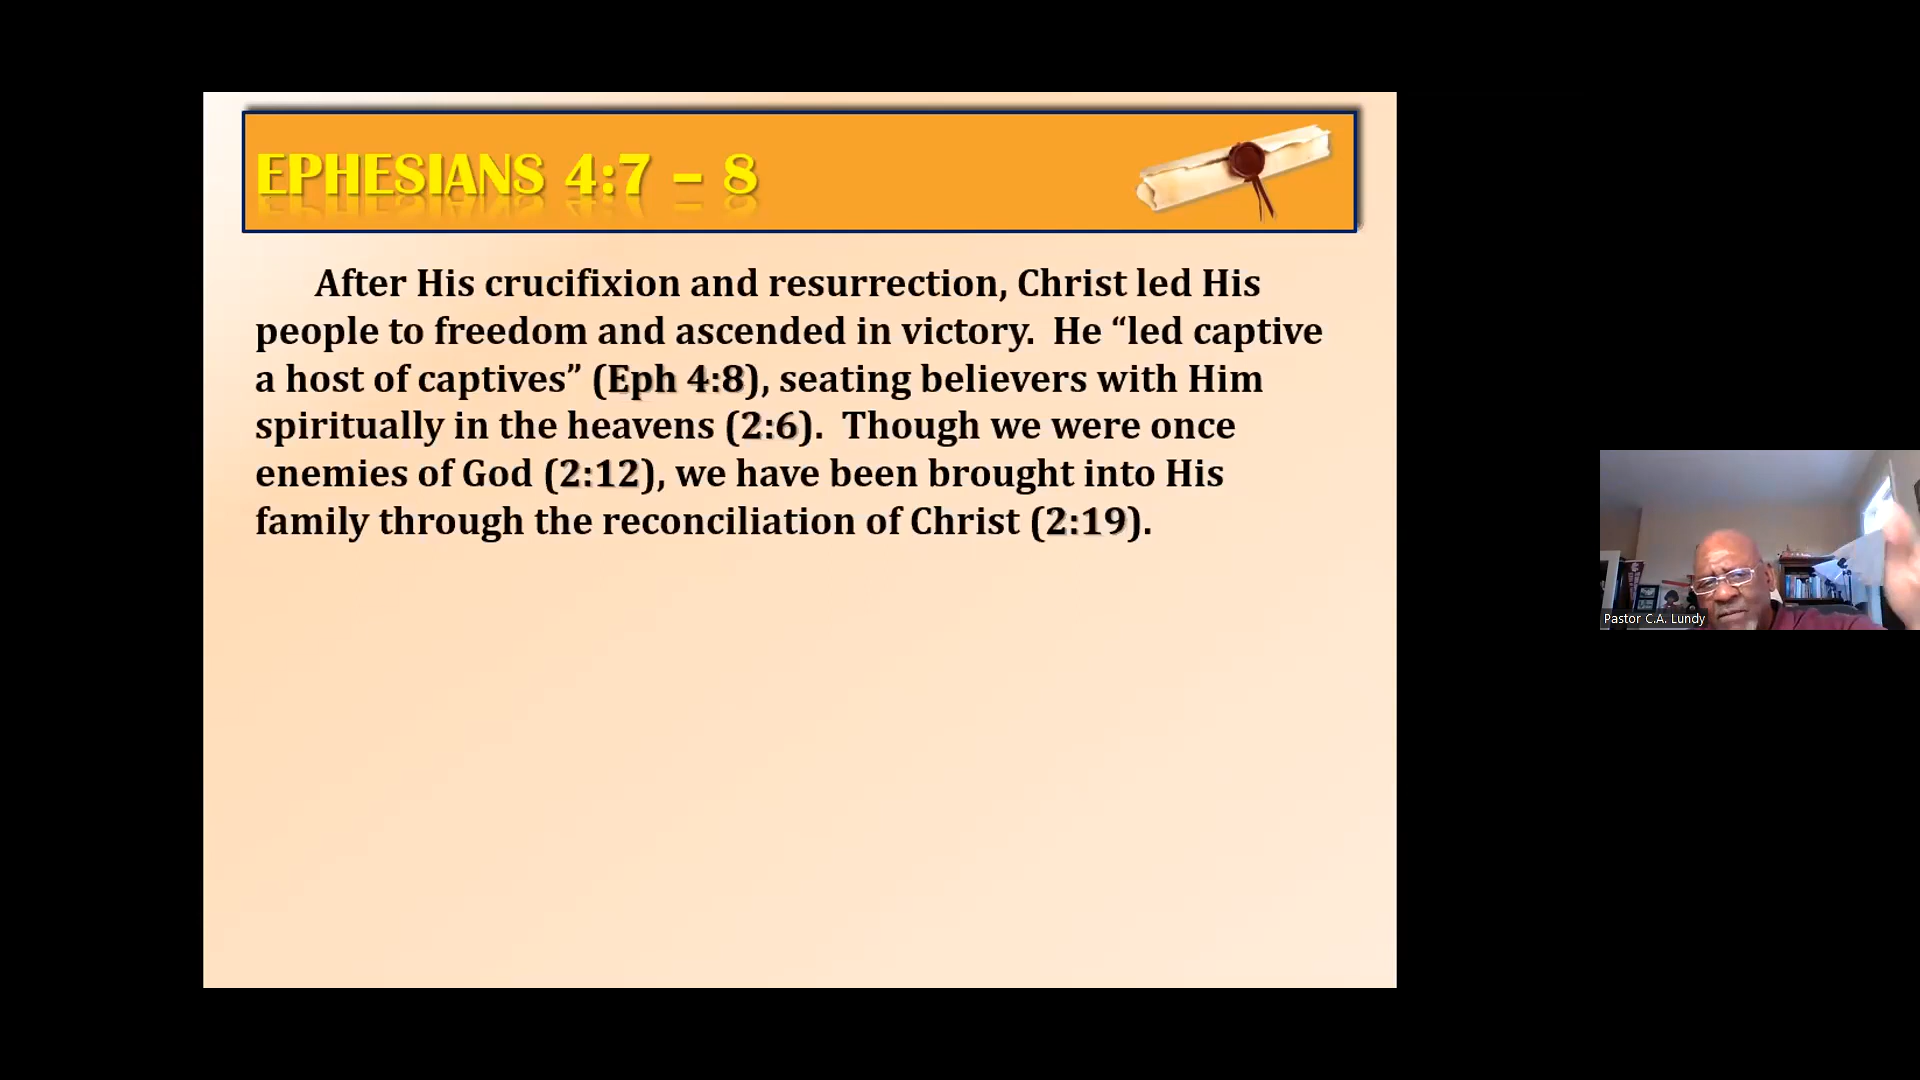 EPHESIANS 4:7 – 8
After His crucifixion and resurrection, Christ led His
people to freedom and ascended in victory.  He “led captive
a host of captives” (Eph 4:8), seating believers with Him
spiritually in the heavens (2:6).  Though we were once
enemies of God (2:12), we have been brought into His
family through the reconciliation of Christ (2:19).
Pastor C.A. Lundy